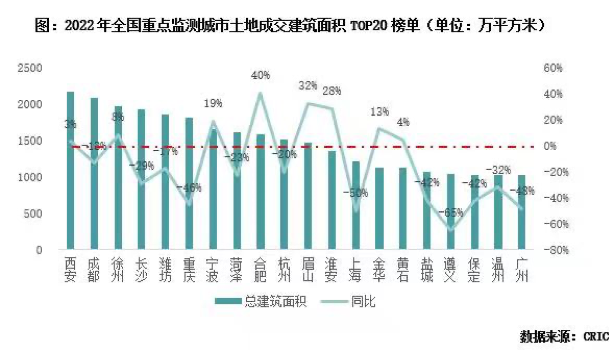 图：2022年全国重点监测城市土地成交建筑面积TOP20榜单（单位：万平方米）
2500 60%
2000 40%
1500 20%
1000 0%
500 -20%
0 -40%
-60%
-80%
3% -13% 8% -29% -17% -46% 19% -23% 40% -20% 32% 28% -50% 13% 4% -42% -65% -42% -32% -48%
西安 成都 徐州 长沙 潍坊 重庆 宁波 菏泽 合肥 杭州 眉山 淮安 上海 金华 黄石 盐城 遵义 保定 温州 广州
总建筑面积 同比
数据来源：CRIC